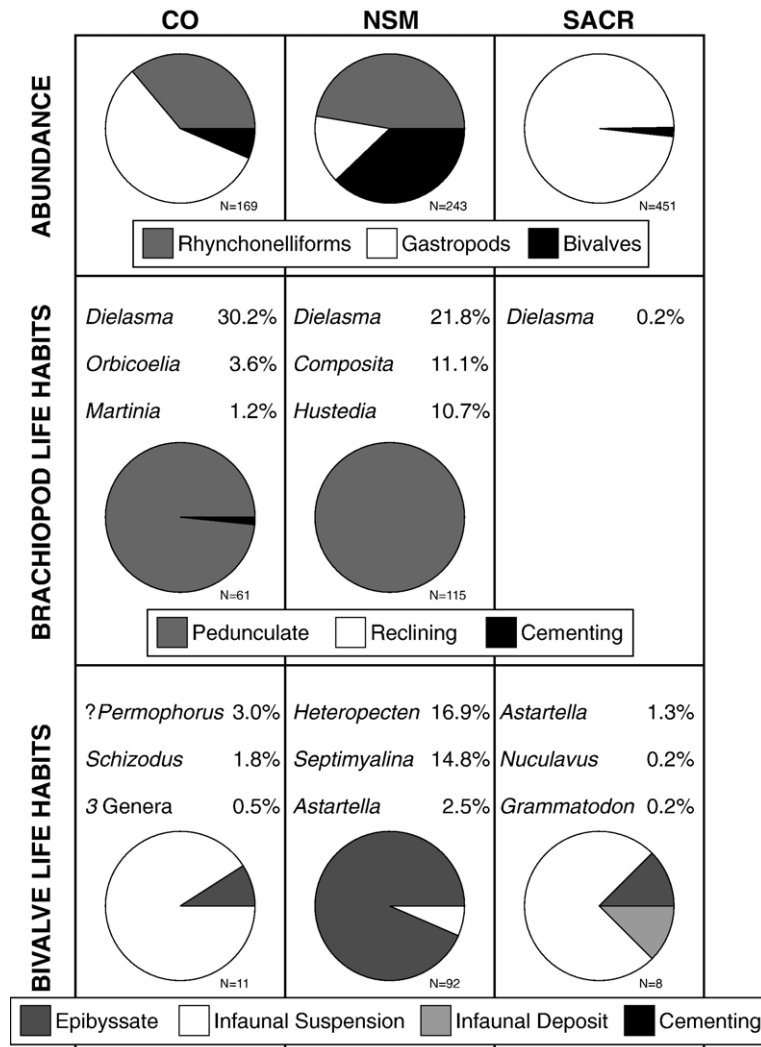 CO NSM SACR
ABUNDANCE
N=169 N=243 N=451
Rhynchonelliforms Gastropods Bivalves
BRACHIOPOD LIFE HABITS
Dielasma 30.2% Dielasma 21.8% Dielasma 0.2%
Orbicoelia 3.6% Composita 11.1%
Martinia 1.2% Hustedia 10.7%
N=61 N=115
Pedunculate Reclining Cementing
BIVALVE LIFE HABITS
?Permophorus 3.0% Heteropecten 16.9% Astartella 1.3%
Schizodus 1.8% Septimyalina 14.8% Nuculavus 0.2%
3 Genera 0.5% Astartella 2.5% Grammatodon 0.2%
N=11 N=92 N=8
Epibyssate Infaunal Suspension Infaunal Deposit Cementing